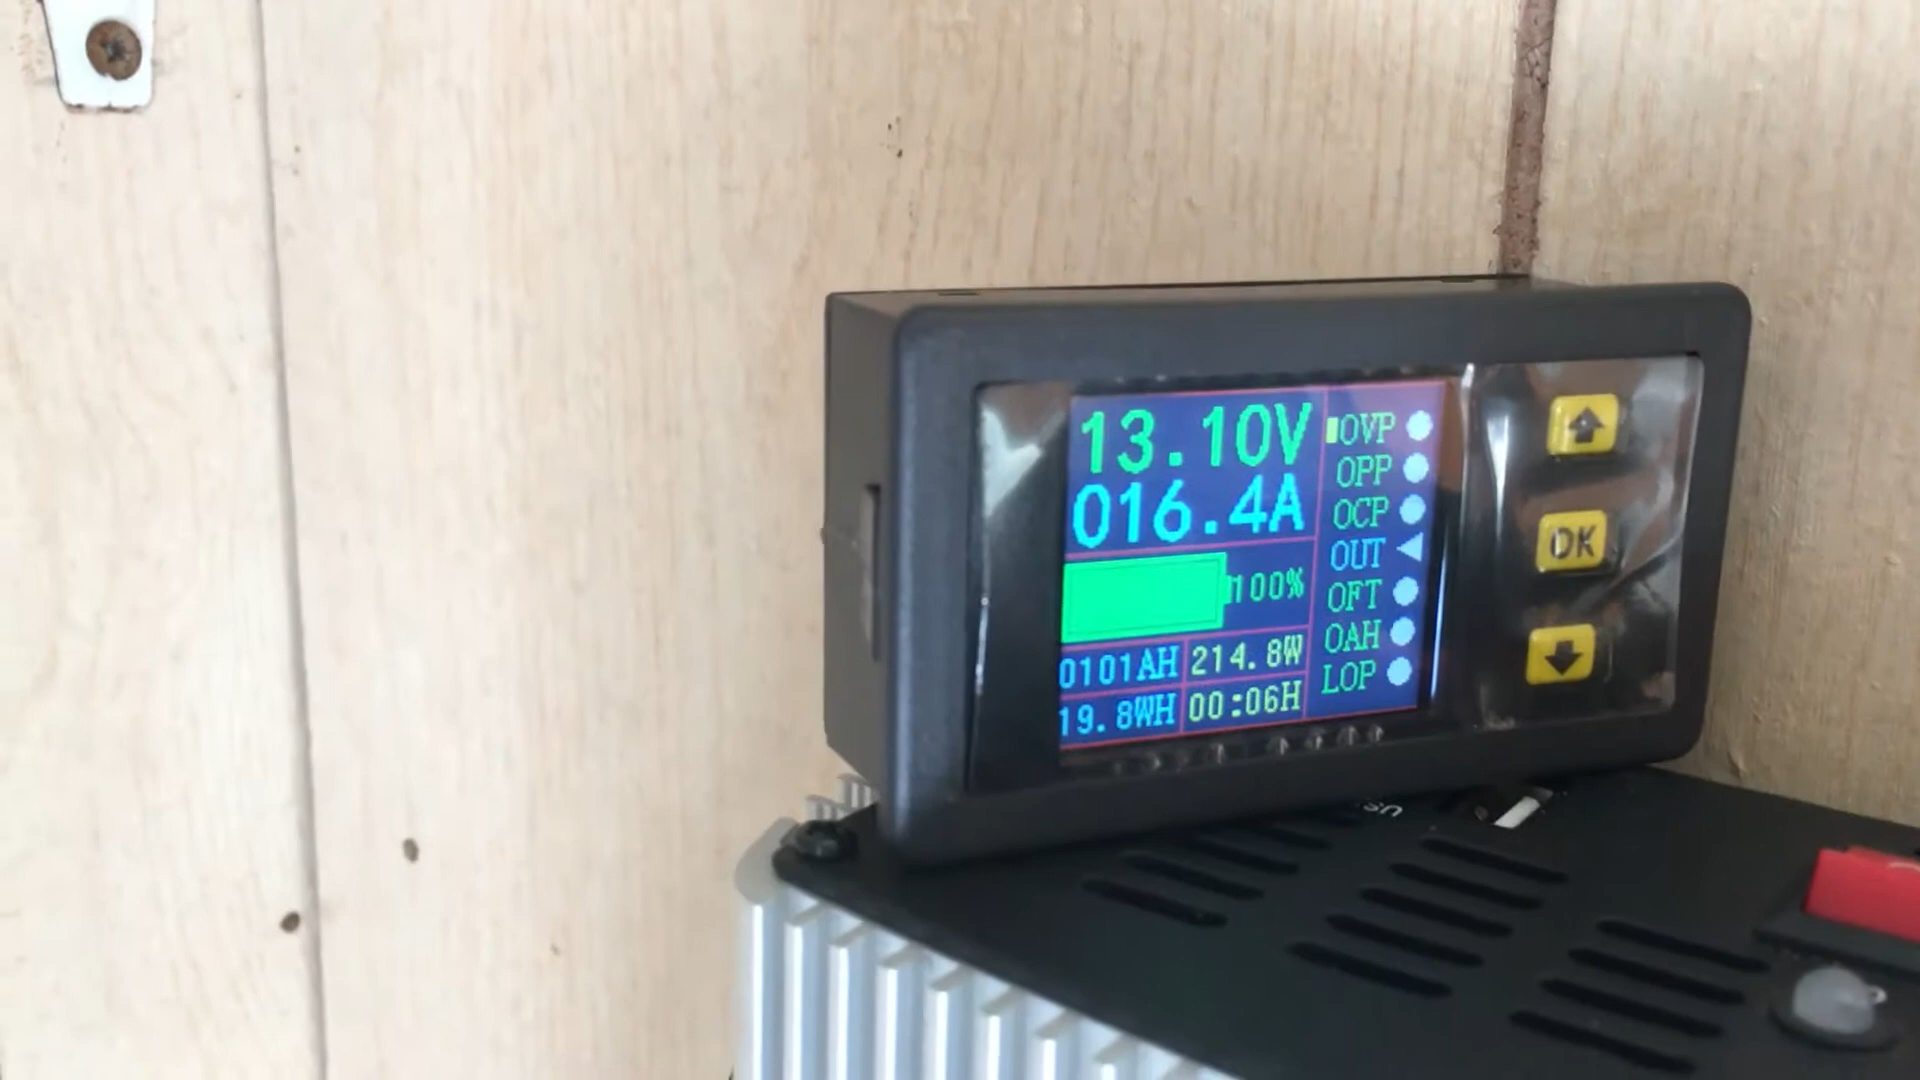 13.10V
016.4A
100%
0101AH 214.8W
19.8WH 00:06H
OVP
OPP
OCP
OUT
OFT
OAH
LOP
OK